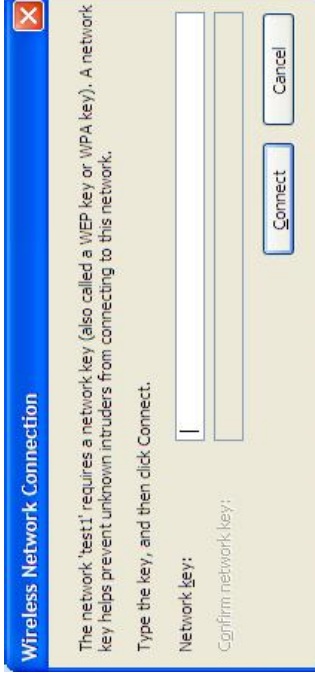 Wireless Network Connection
The network 'test1' requires a network key (also called a WEP key or WPA key). A network
key helps prevent unknown intruders from connecting to this network.
Type the key, and then click Connect.
Network key:
Confirm network key:
Connect Cancel